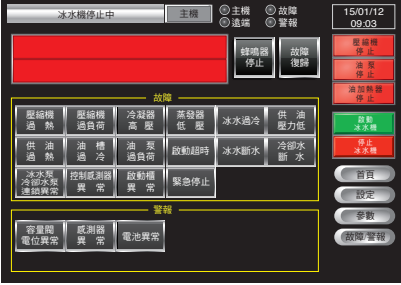 冰水機停止中
主機
主機
故障
遠端
警報
15/01/12
09:03
蜂鳴器
停止
故障
復歸
壓縮機
停 止
油 泵
停 止
油加熱器
停 止
啟動
冰水機
停止
冰水機
首頁
設定
參數
故障/警報
故障
壓縮機
過 熱
壓縮機
過負荷
冷凝器
高 壓
蒸發器
低 壓
冰水過冷
供 油
壓力低
供 油
過 熱
油 槽
過 冷
油 泵
過負荷
啟動超時
冰水斷水
冷卻水
斷 水
冰水泵
冷卻水泵
連鎖異常
控制感測器
異 常
啟動櫃
異 常
緊急停止
警報
容量閥
電位異常
感測器
異 常
電池異常